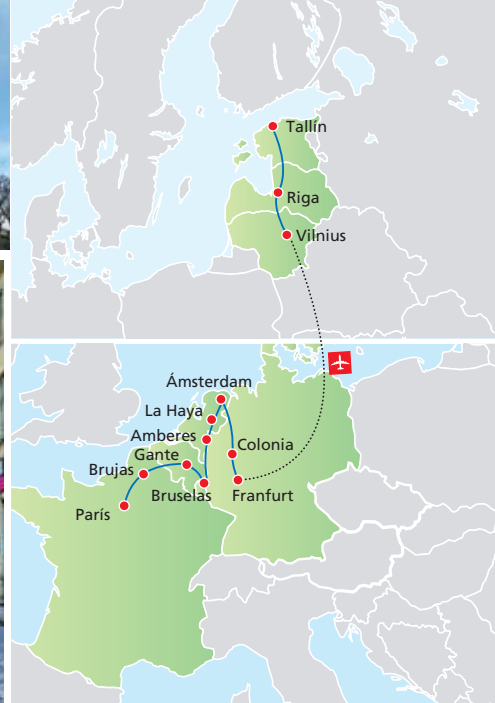 Tallín
Riga
Vilnius
Ámsterdam
La Haya
Amberes
Gante
Colonia
Brujas
Bruselas
Franfurt
París